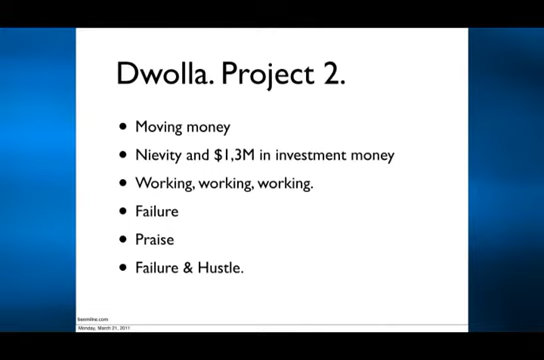 Dwolla. Project 2.
• Moving money
• Nievity and $1,3M in investment money
• Working, working, working.
• Failure
• Praise
• Failure & Hustle.
benmilne.com
Monday, March 21, 2011